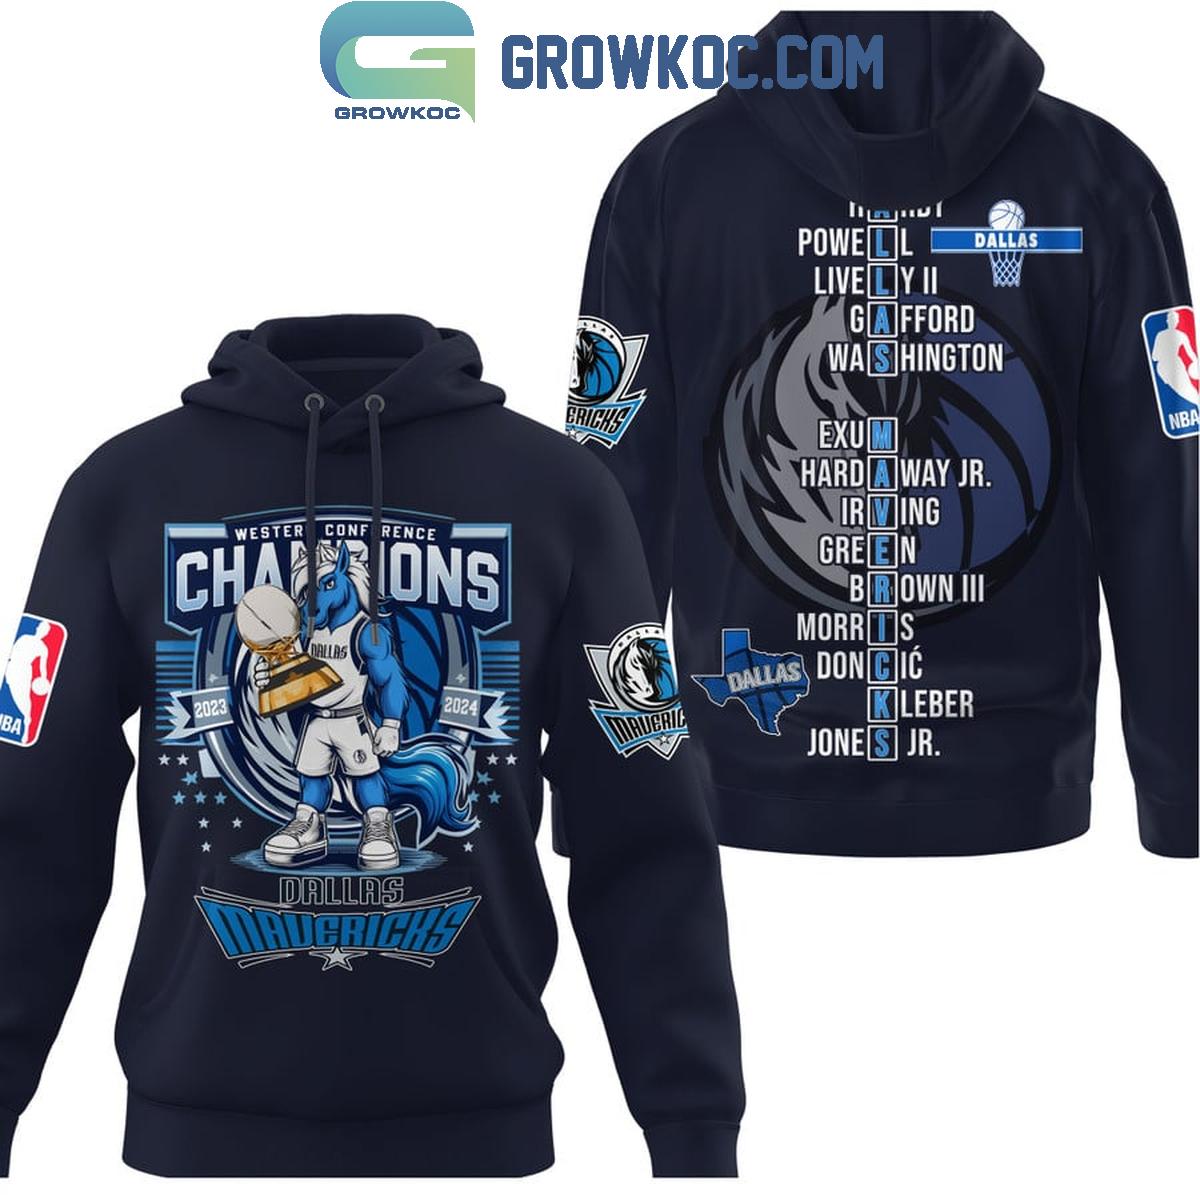 GROWKOC
GROWKOC.COM
POWELL
DALLAS
LIVELY II
GAFFORD
WASHINGTON
EXUM
HARDAWAY JR.
IRVING
GREEN
BROWN III
MORRIS
DONCIĆ
KLEBER
JONES JR.
DALLAS
NBA
WESTERN CONFERENCE
CHAMPIONS
DALLAS
2023
2024
DALLAS
MAVERICKS
NBA
MAVERICKS